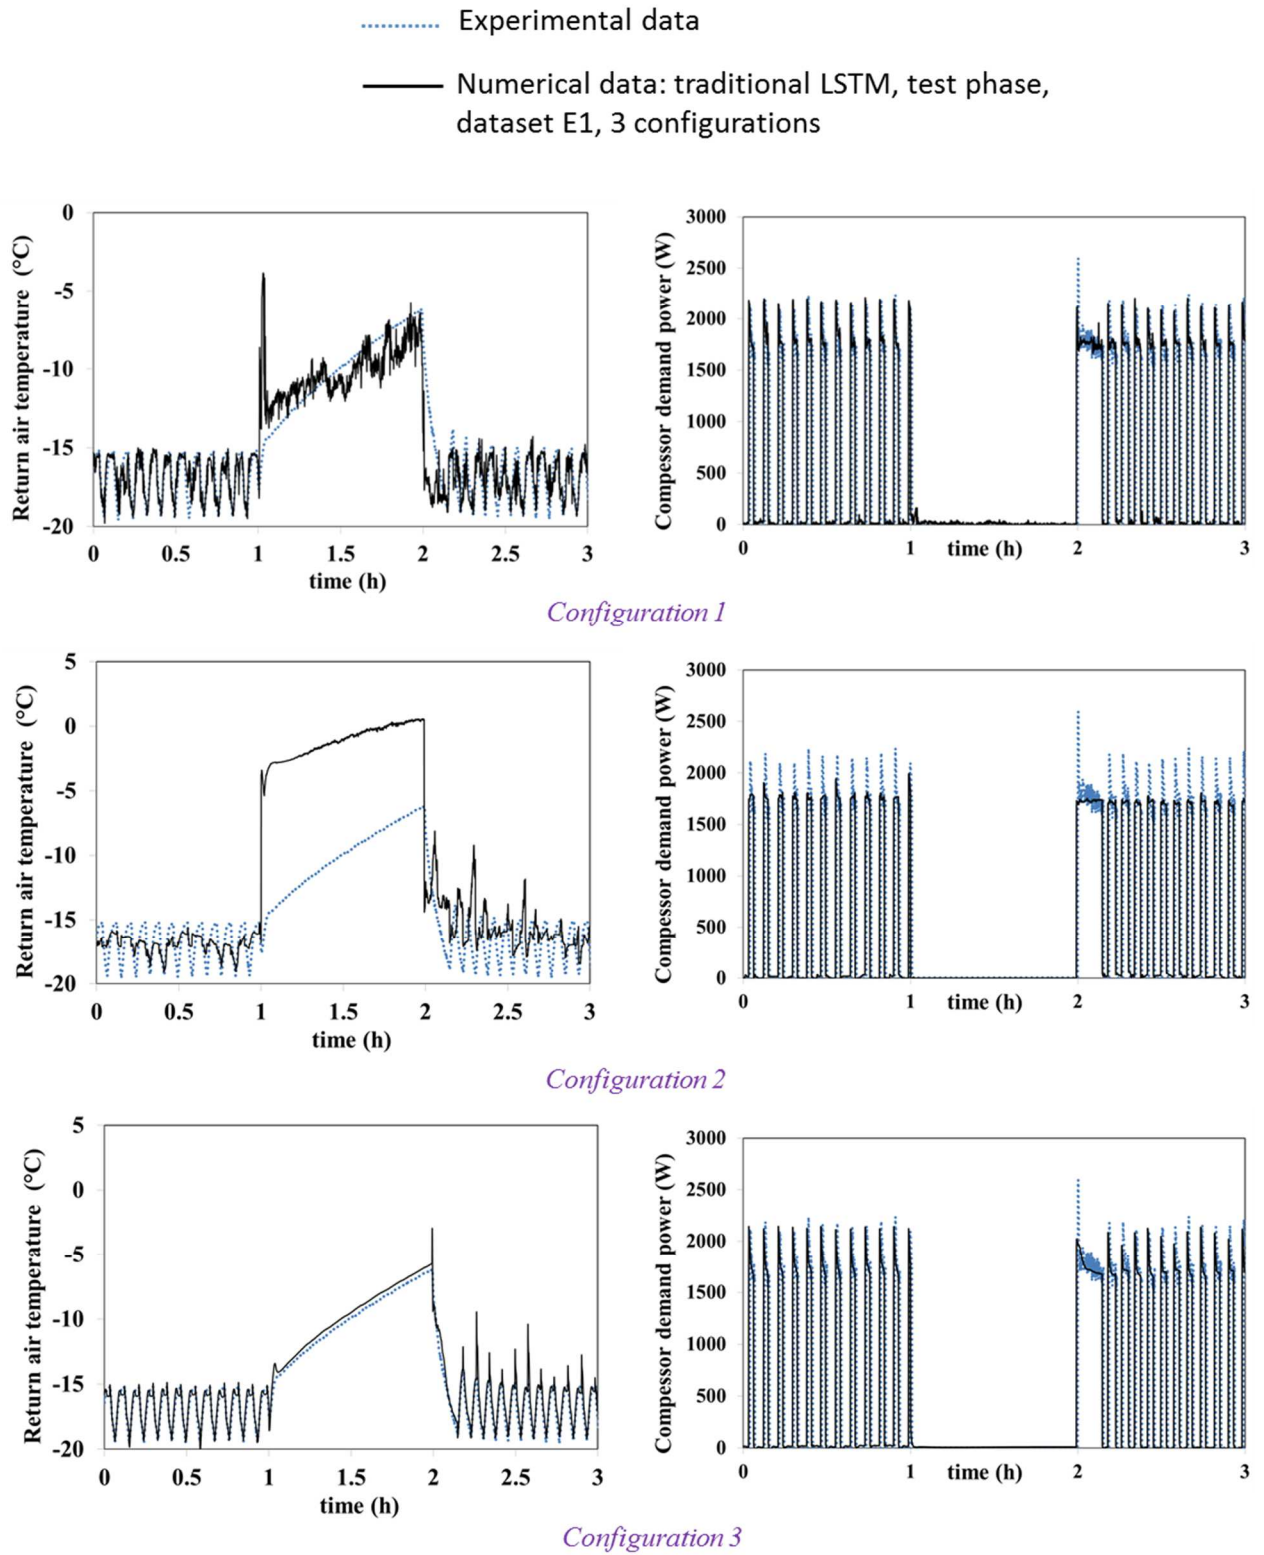 Experimental data
Numerical data: traditional LSTM, test phase,
dataset E1, 3 configurations
Return air temperature (°C)
0
-5
-10
-15
-20
0 0.5 1 1.5 2 2.5 3
time (h)
Compessor demand power (W)
3000
2500
2000
1500
1000
500
0
0 1 time (h) 2 3
Configuration 1
Return air temperature (°C)
5
0
-5
-10
-15
-20
0 0.5 1 1.5 2 2.5 3
time (h)
Compessor demand power (W)
3000
2500
2000
1500
1000
500
0
0 1 time (h) 2 3
Configuration 2
Return air temperature (°C)
5
0
-5
-10
-15
-20
0 0.5 1 1.5 2 2.5 3
time (h)
Compessor demand power (W)
3000
2500
2000
1500
1000
500
0
0 1 time (h) 2 3
Configuration 3